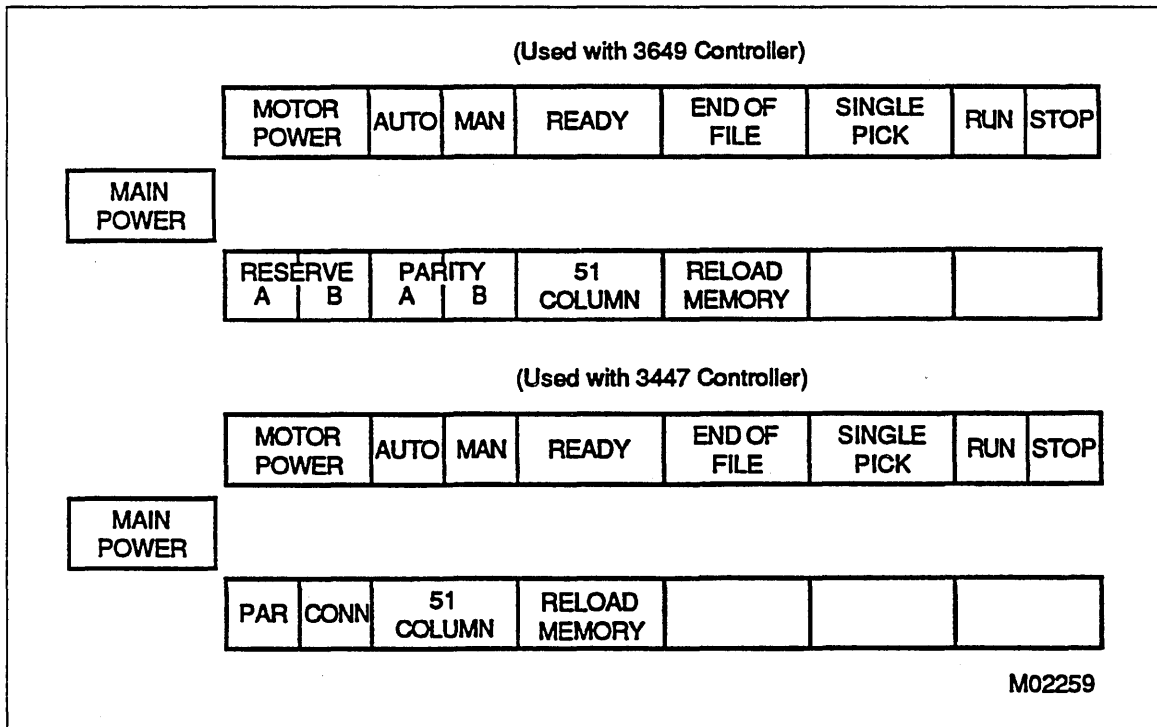 (Used with 3649 Controller)
MOTOR POWER AUTO MAN READY END OF FILE SINGLE PICK RUN STOP
MAIN POWER
RESERVE A B PARITY A B 51 COLUMN RELOAD MEMORY
(Used with 3447 Controller)
MOTOR POWER AUTO MAN READY END OF FILE SINGLE PICK RUN STOP
MAIN POWER
PAR CONN 51 COLUMN RELOAD MEMORY
M02259